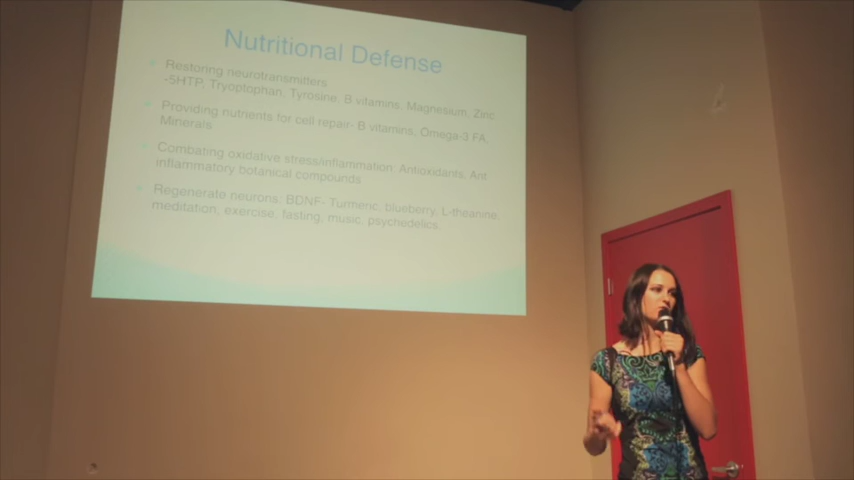 Nutritional Defense
Restoring neurotransmitters
-5HTP, Tryoptophan, Tyrosine, B vitamins, Magnesium, Zinc
Providing nutrients for cell repair- B vitamins, Omega-3 FA,
Minerals
Combating oxidative stress/inflammation: Antioxidants, Ant
inflammatory botanical compounds
Regenerate neurons: BDNF- Turmeric, blueberry, L-theanine,
meditation, exercise, fasting, music, psychedelics.